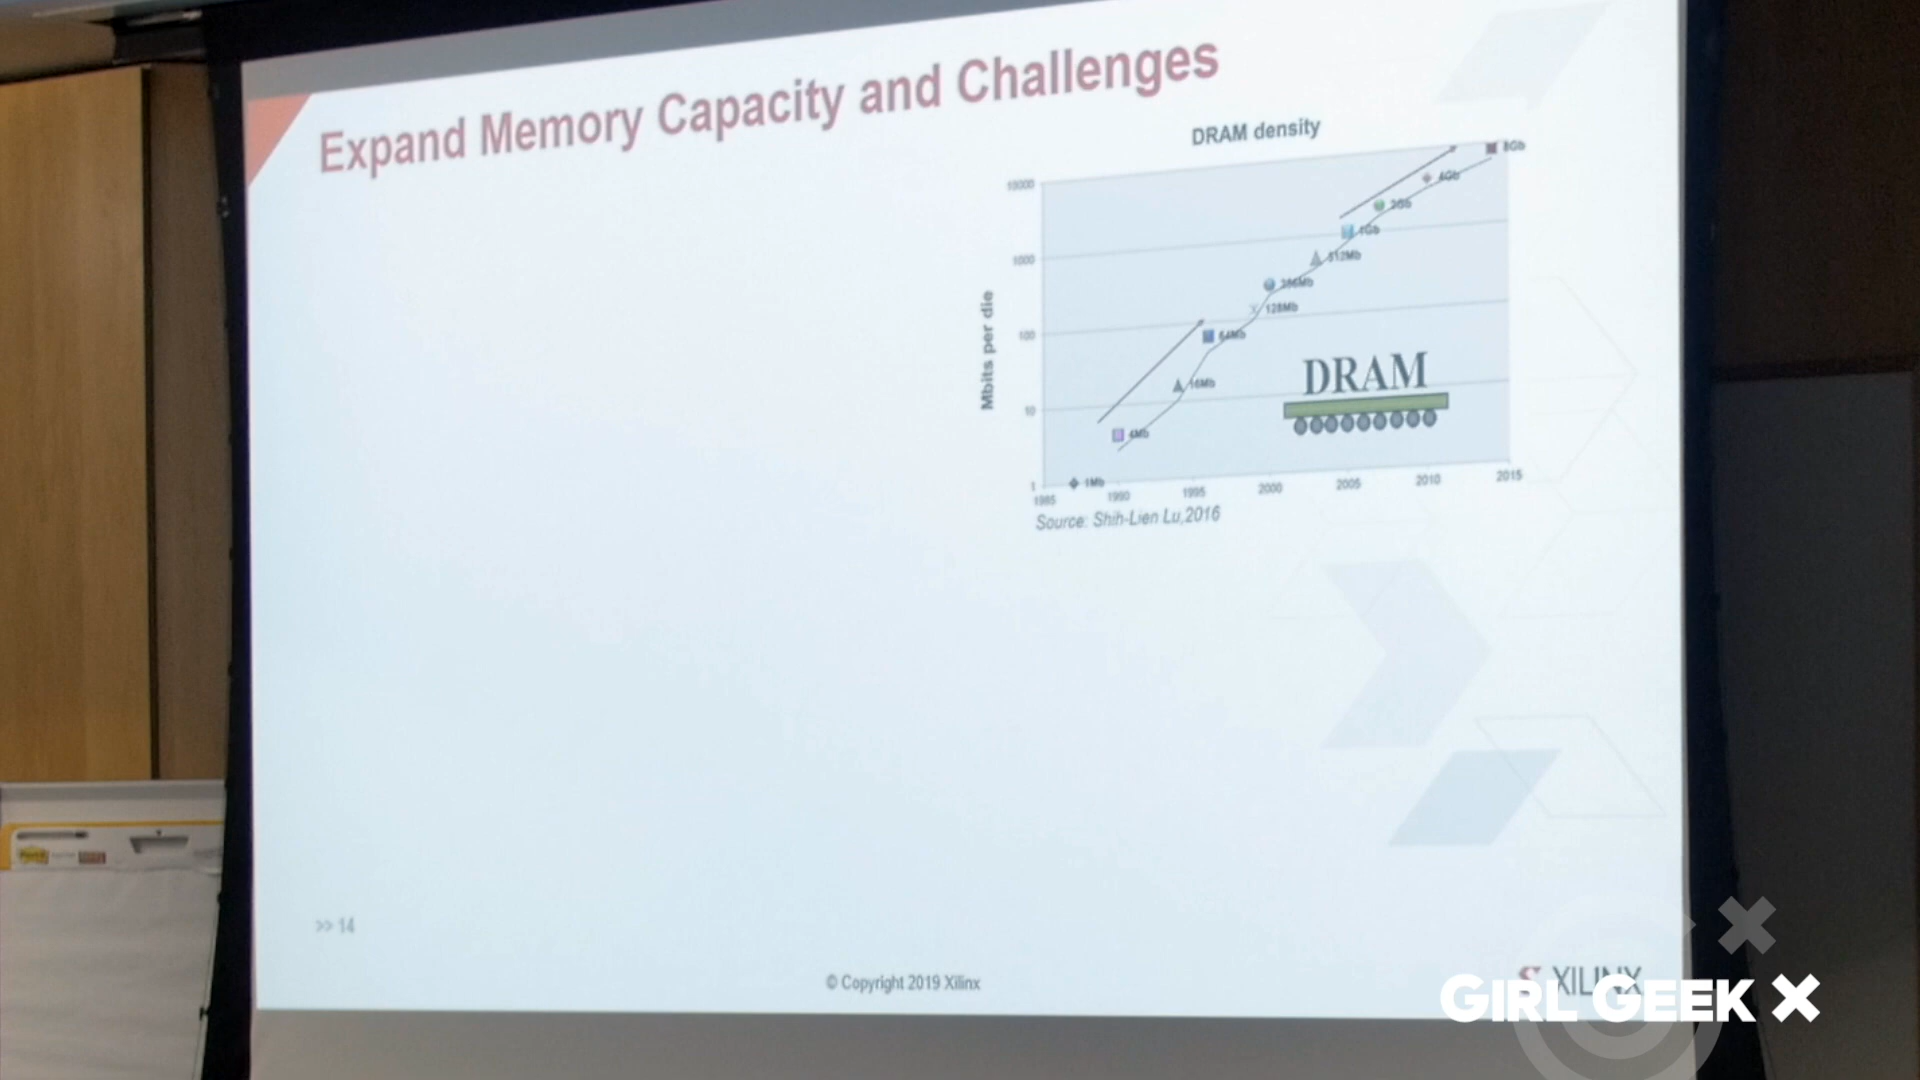 Expand Memory Capacity and Challenges
DRAM density
Mbits per die
10000
1000
100
10
1
8Gb
4Gb
2Gb
1Gb
512Mb
256Mb
128Mb
64Mb
16Mb
4Mb
1Mb
DRAM
1985 1990 1995 2000 2005 2010 2015
Source: Shih-Lien Lu,2016
>> 14
© Copyright 2019 Xilinx
XILINX
GIRL GEEK X